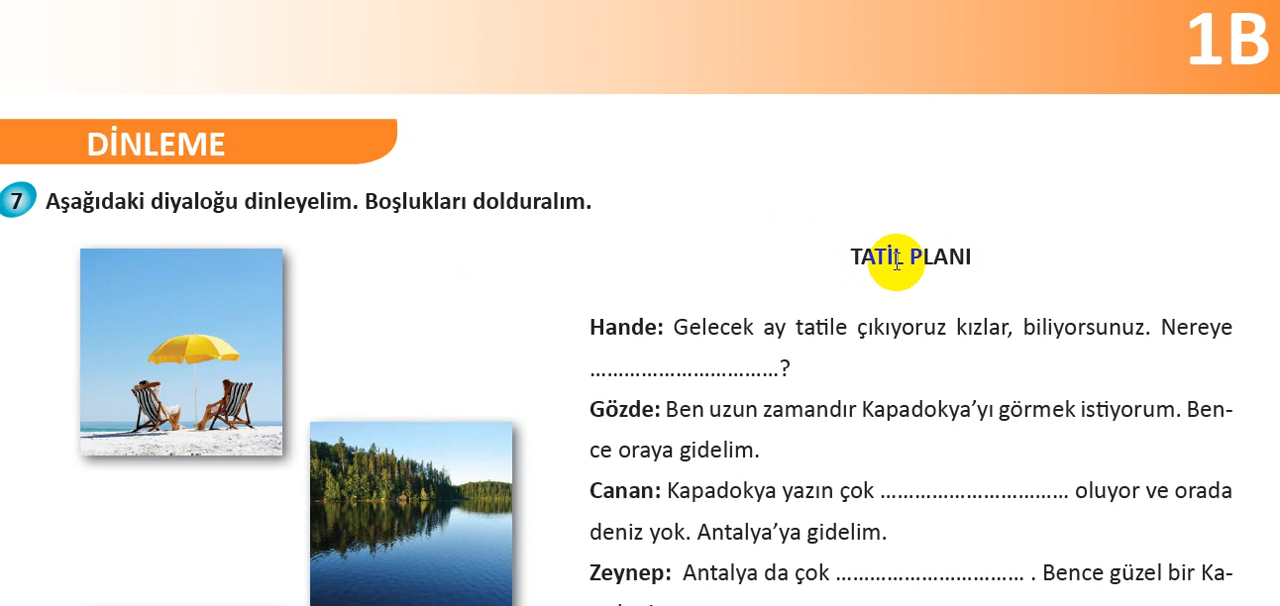 1B
DİNLEME
7 Aşağıdaki diyaloğu dinleyelim. Boşlukları dolduralım.
TATİL PLANI
Hande: Gelecek ay tatile çıkıyoruz kızlar, biliyorsunuz. Nereye
……………………………?
Gözde: Ben uzun zamandır Kapadokya’yı görmek istiyorum. Ben-
ce oraya gidelim.
Canan: Kapadokya yazın çok …………………………… oluyor ve orada
deniz yok. Antalya’ya gidelim.
Zeynep: Antalya da çok …………………………… . Bence güzel bir Ka-